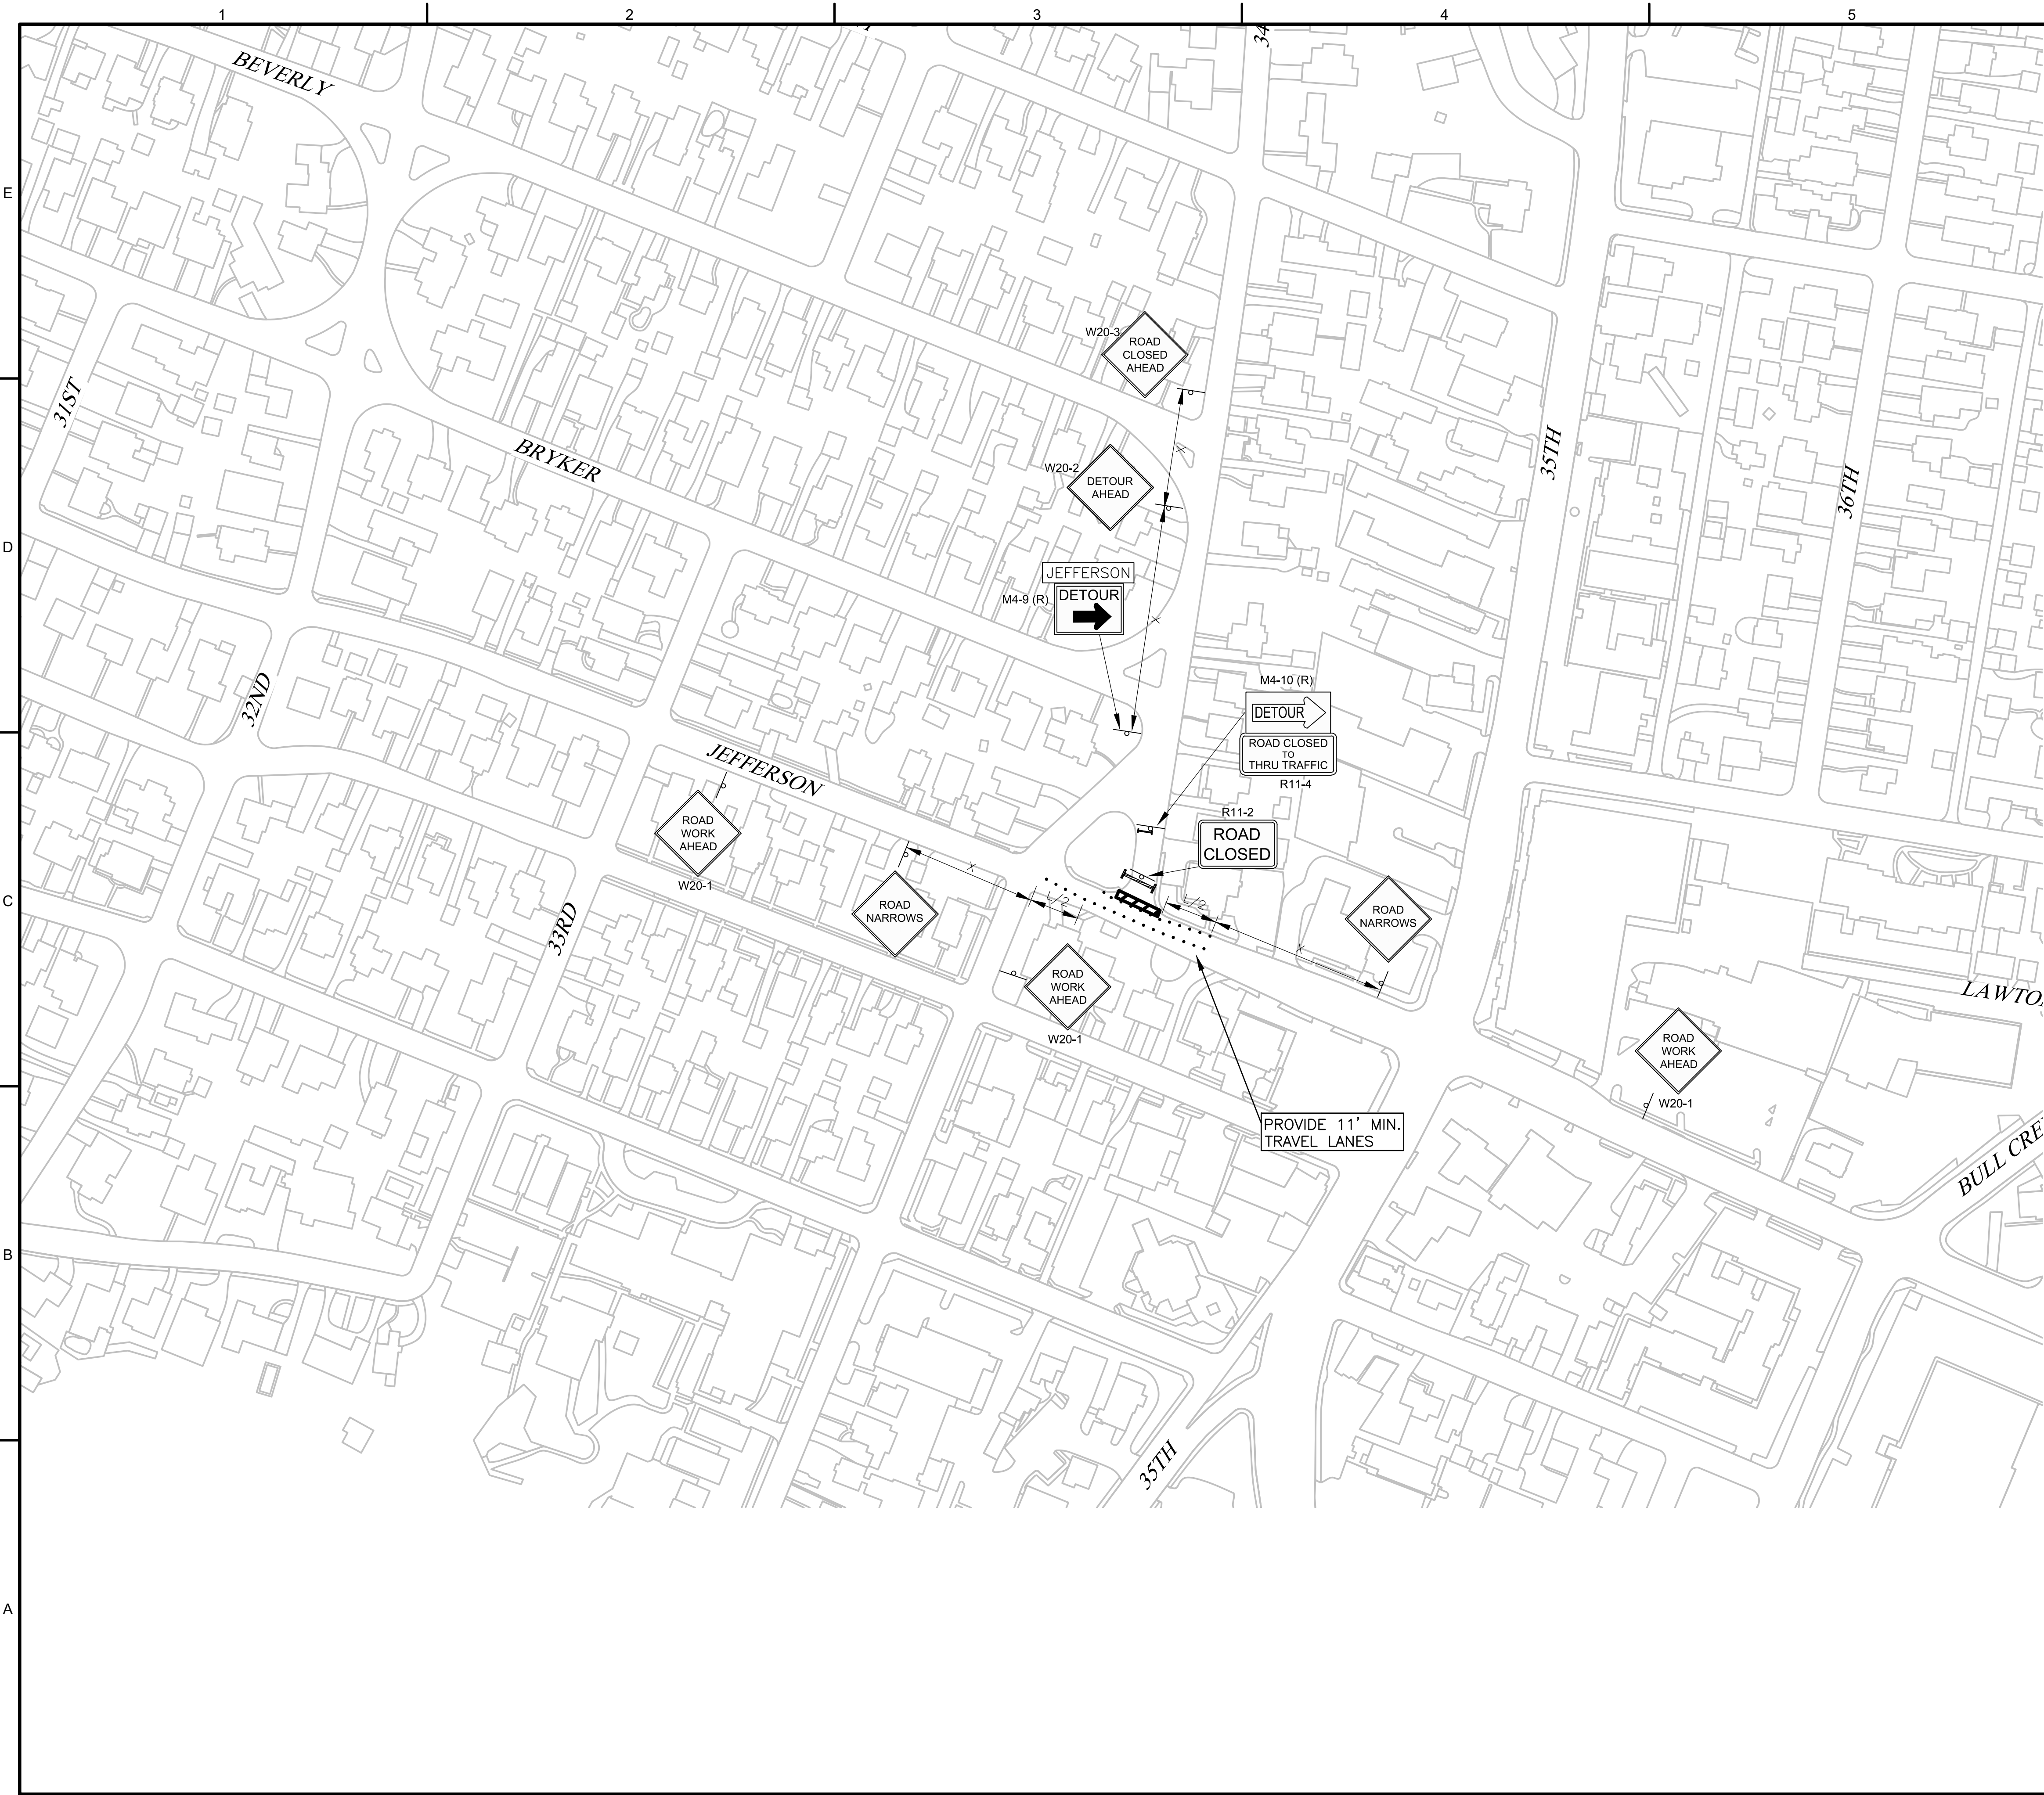 1
2
3
4
5
BEVERLY
E
W20-3
ROAD
CLOSED
AHEAD
31ST
BRYKER
35TH
36TH
W20-2
DETOUR
AHEAD
X
D
JEFFERSON
M4-9 (R)
DETOUR
X
32ND
M4-10 (R)
DETOUR
ROAD CLOSED
TO
THRU TRAFFIC
R11-4
JEFFERSON
ROAD
WORK
AHEAD
W20-1
R11-2
ROAD
CLOSED
C
X
L/2
L/2
X
ROAD
NARROWS
ROAD
NARROWS
33RD
ROAD
WORK
AHEAD
W20-1
ROAD
WORK
AHEAD
W20-1
PROVIDE 11' MIN.
TRAVEL LANES
BULL CRE
B
35TH
A